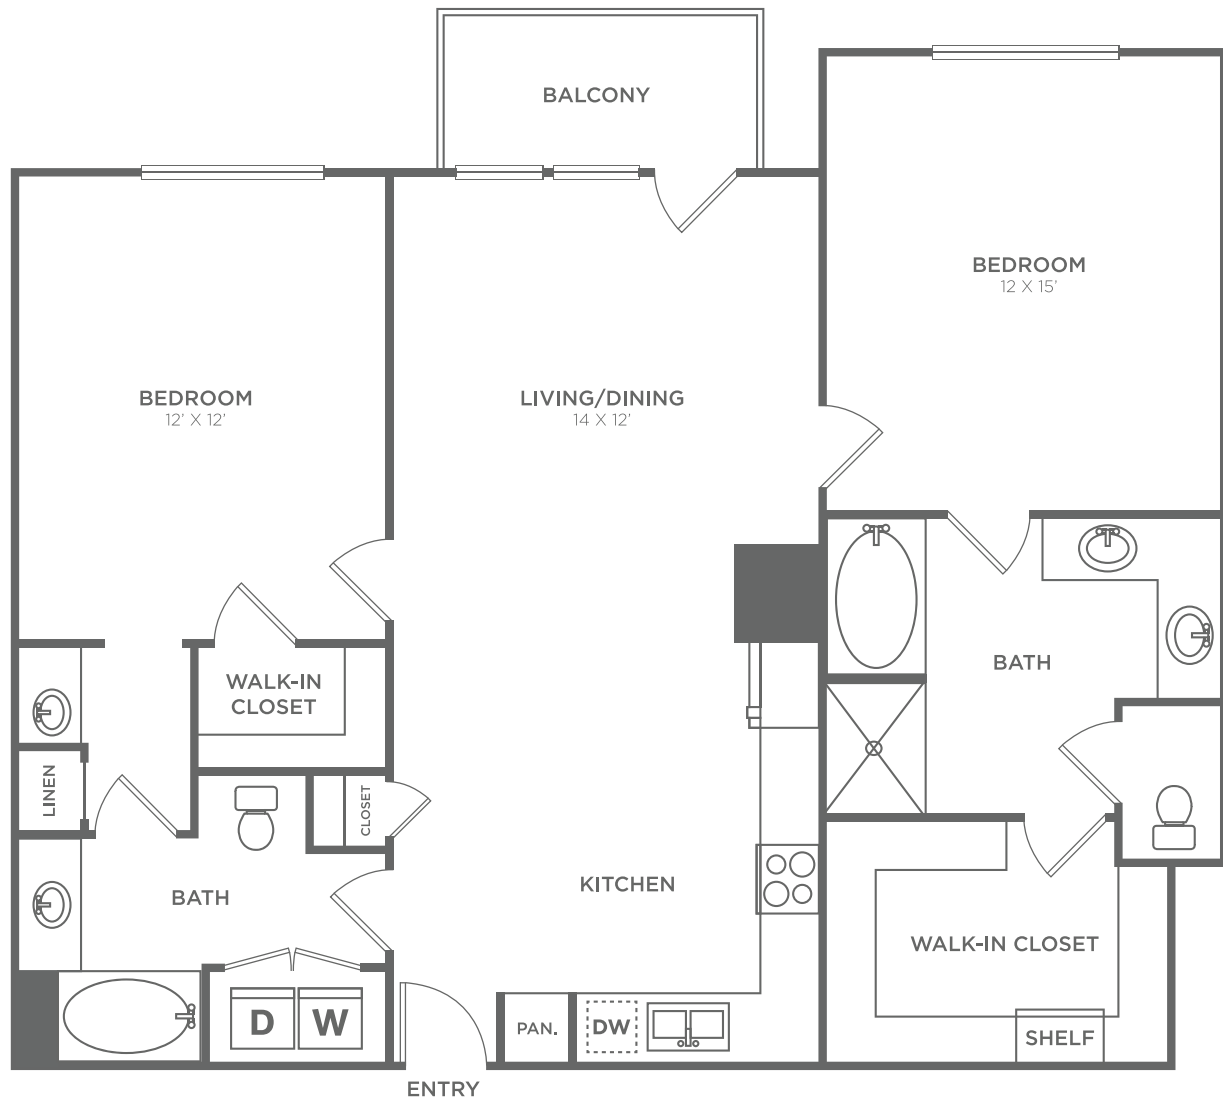 BALCONY
BEDROOM
12 X 15'
BEDROOM
12' X 12'
LIVING/DINING
14 X 12'
WALK-IN
CLOSET
BATH
LINEN
CLOSET
BATH
KITCHEN
WALK-IN CLOSET
D
W
PAN.
DW
SHELF
ENTRY